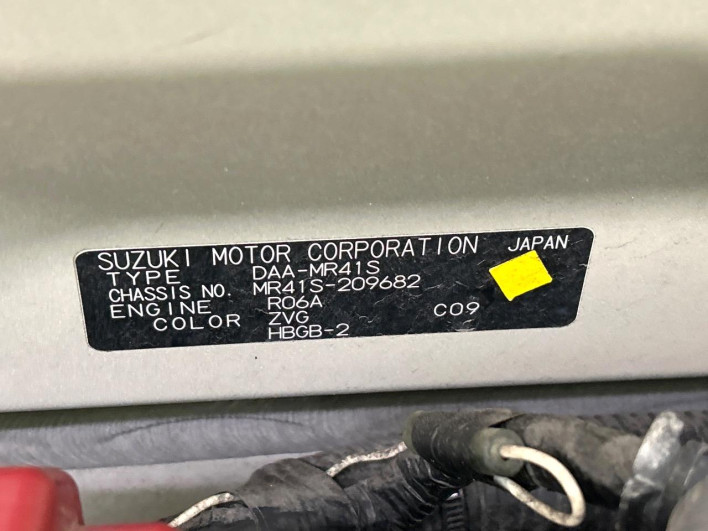 SUZUKI MOTOR CORPORATION JAPAN
TYPE DAA-MR41S
CHASSIS NO. MR41S-209682
ENGINE R06A
COLOR ZVG C09
HBGB-2